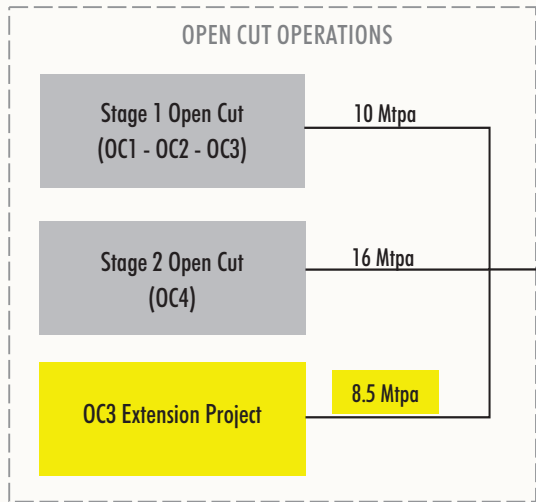 OPEN CUT OPERATIONS
Stage 1 Open Cut
(OC1 - OC2 - OC3)
10 Mtpa
Stage 2 Open Cut
(OC4)
16 Mtpa
OC3 Extension Project
8.5 Mtpa